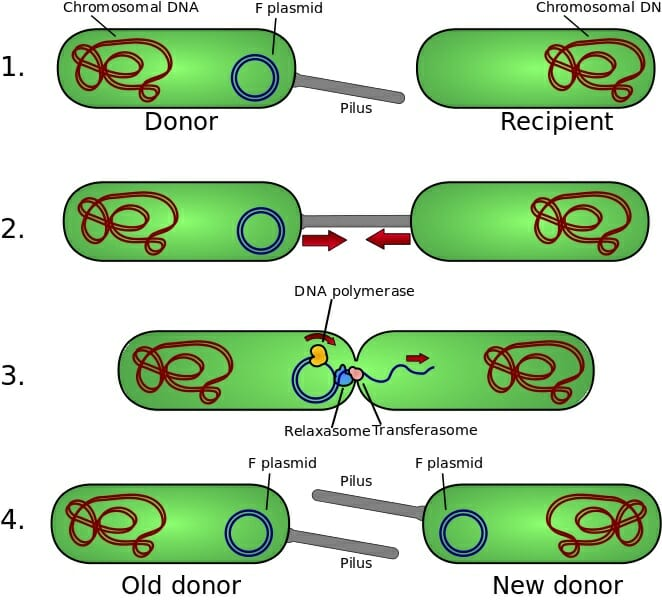 Chromosomal DNA
F plasmid
Chromosomal DN
1.
Pilus
Donor
Recipient
2.
DNA polymerase
3.
Relaxasome
Transferasome
F plasmid
F plasmid
Pilus
4.
Pilus
Old donor
New donor